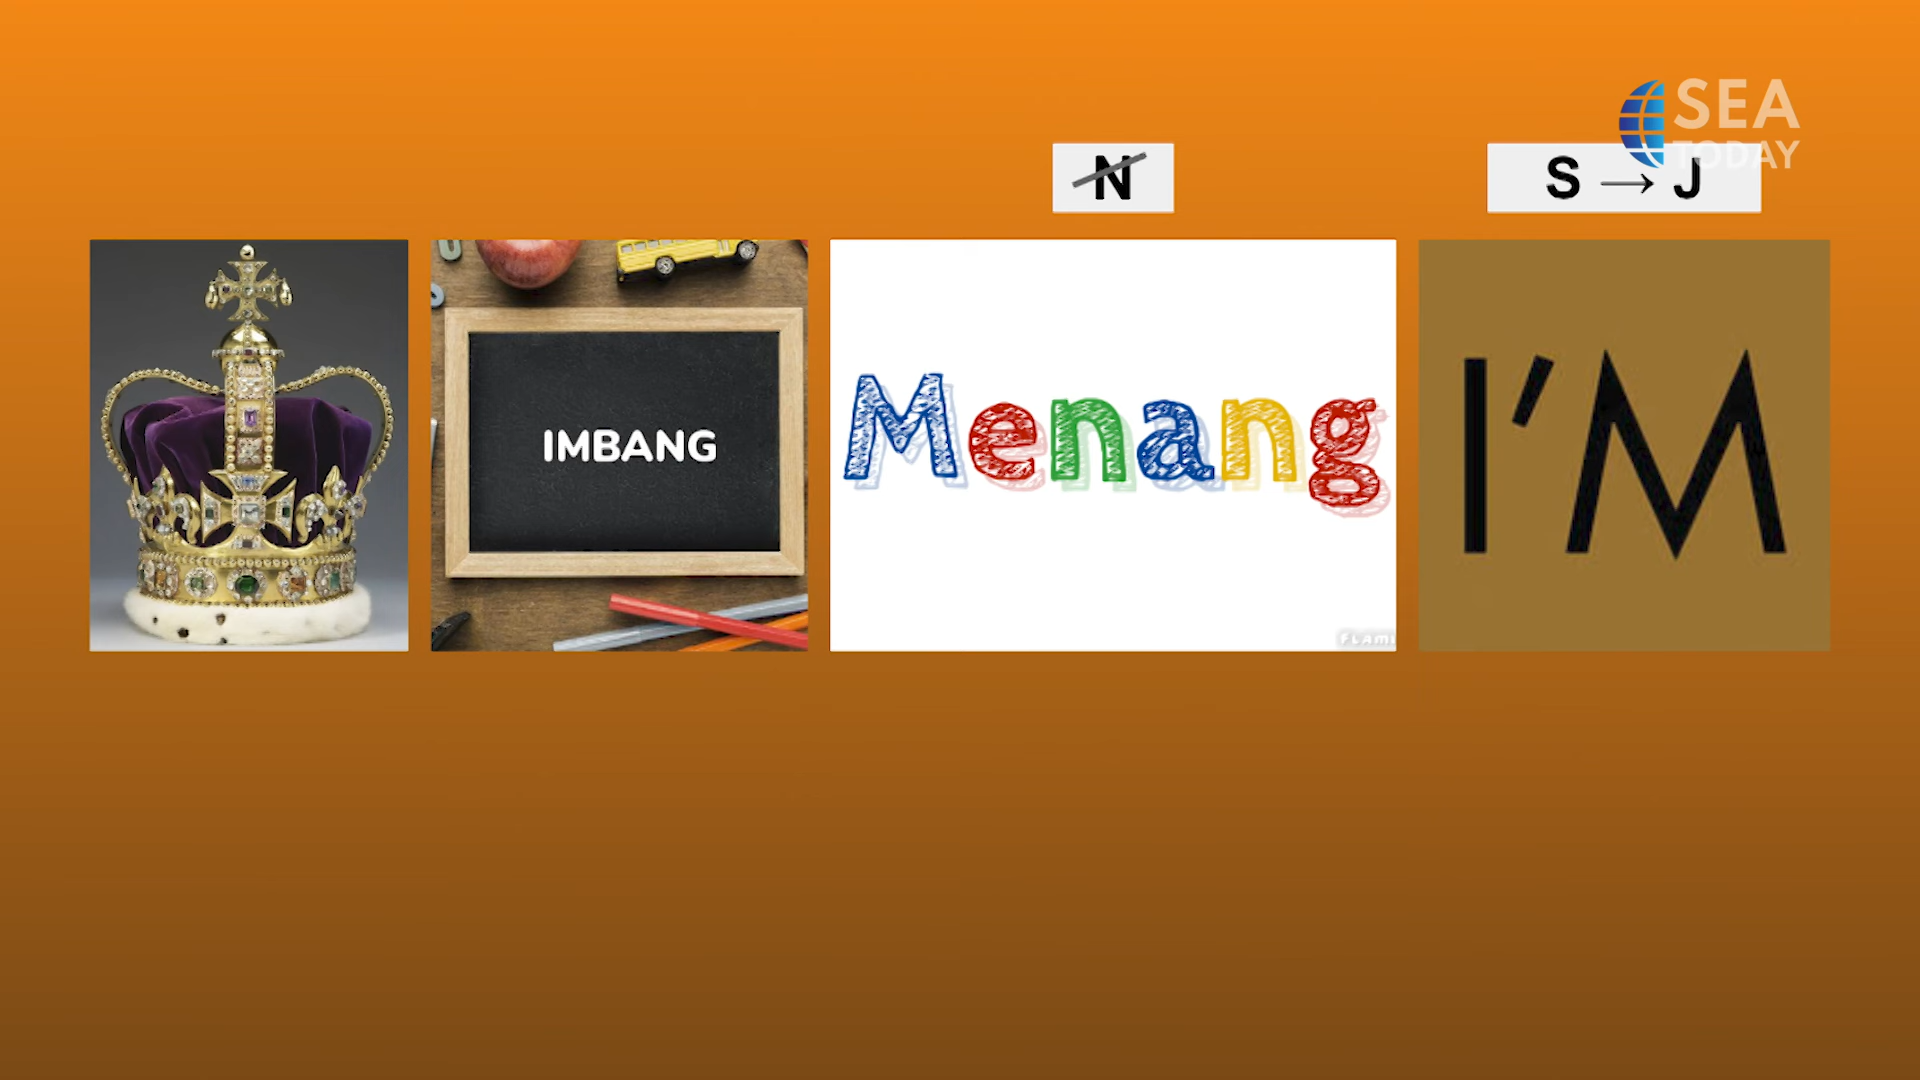 SEA
TODAY
N
S → J
IMBANG
Menang
I'M